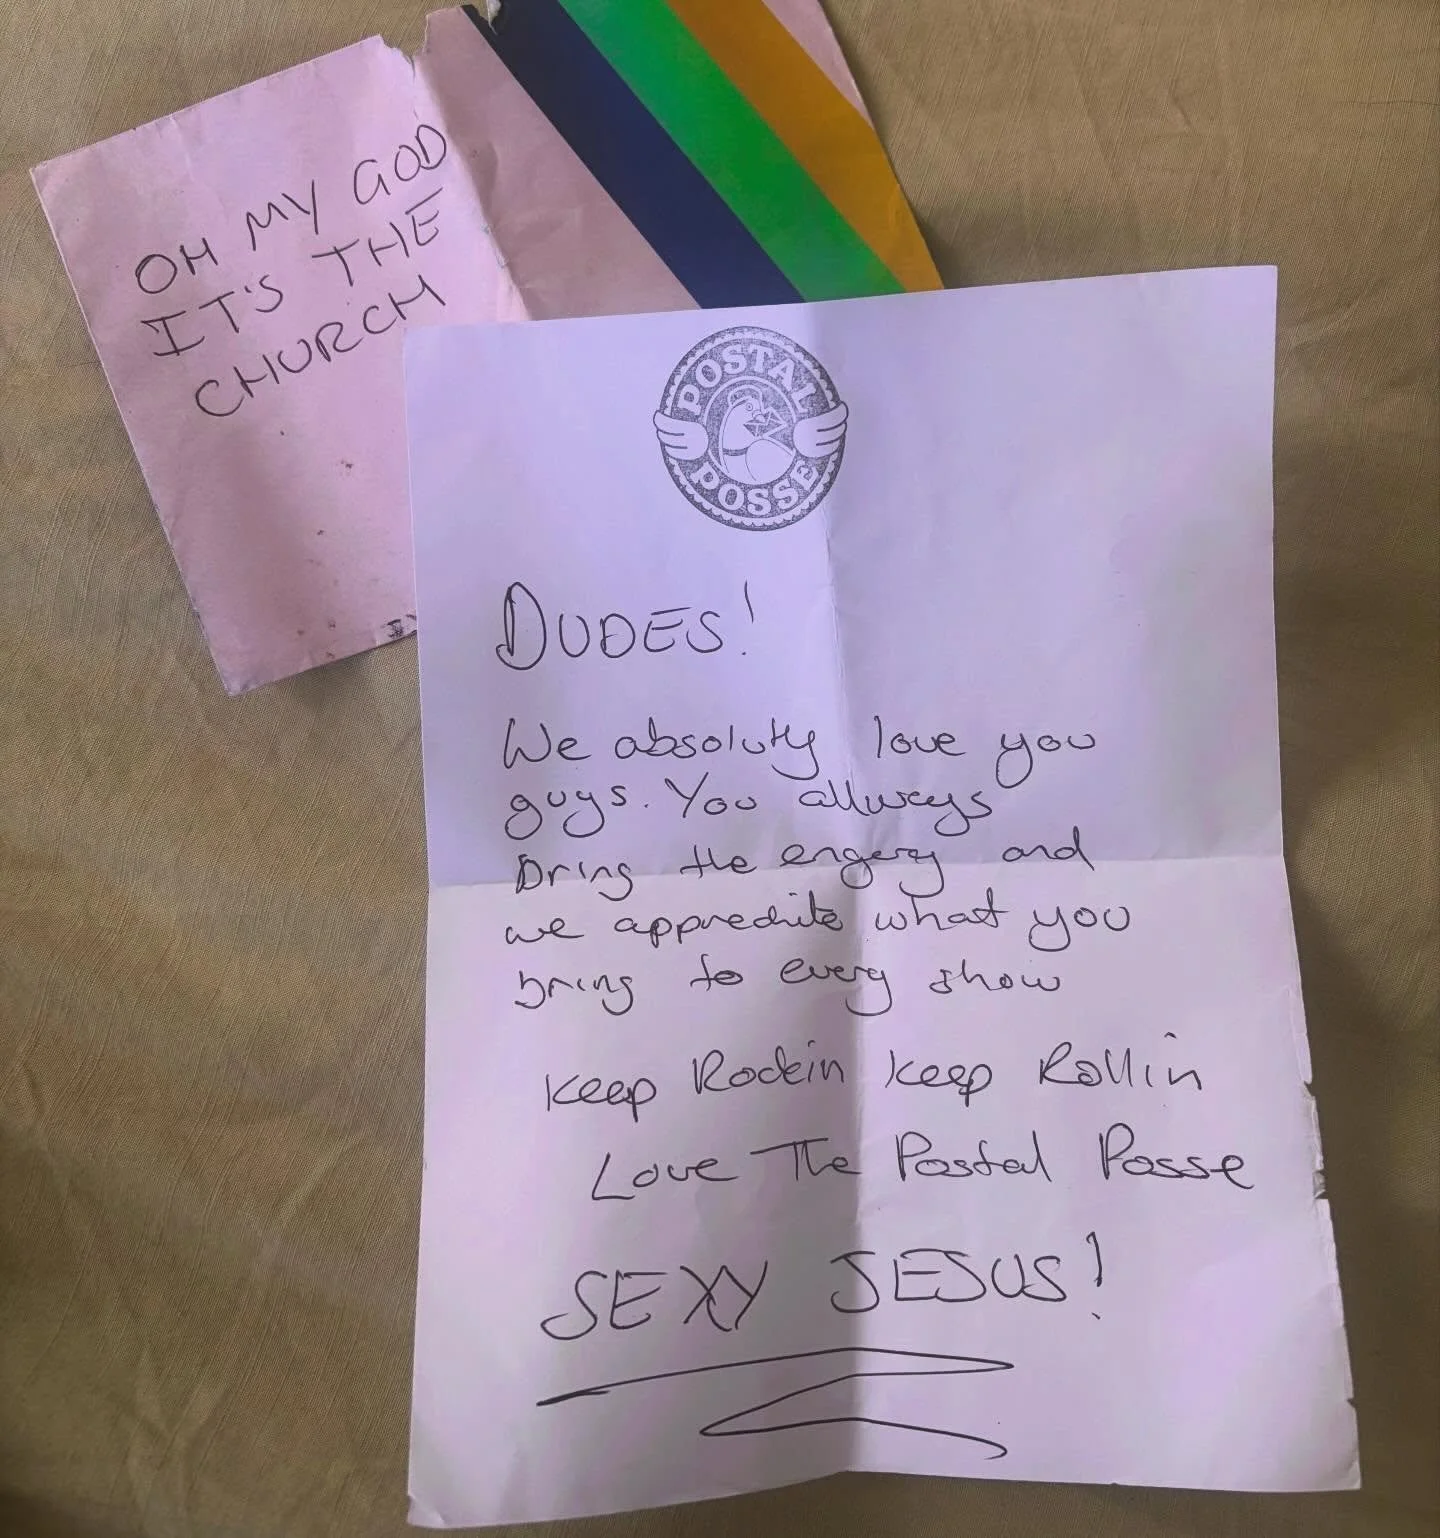 OH MY GOD
IT'S THE
CHURCH
POSTAL
POSSE
DUDES!
We absoluty love you
guys. You allways
Bring the engery and
we apprediite what you
bring to every show
Keep Rockin keep Rollin
Love The Postal Posse
SEXY JESUS!